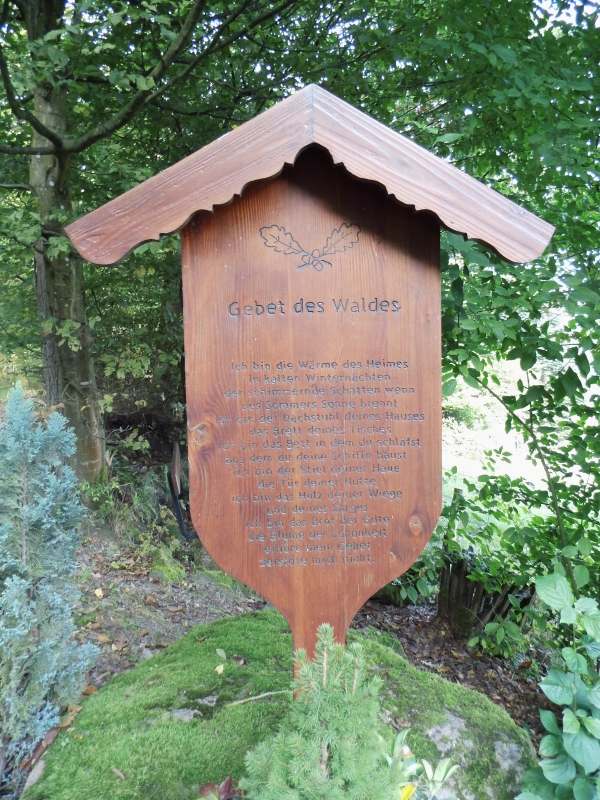 Gebet des Waldes
Ich bin die Wärme des Heimes
in kalten Winternächten
der schirmende Schatten wenn
des Sommers Sonne brennt
Ich bin der Dachstuhl deines Hauses
das Brett deines Tisches
ich bin das Bett in dem du schläfst
aus dem du deine Schiffe baust
ich bin der Stiel deiner Haue
die Tür deiner Hütte
ich bin das Holz deiner Wiege
und deines Sarges
ich bin das Brot der Güte
die Blume der Schönheit
erhöre mein Gebet
zerstöre mich nicht